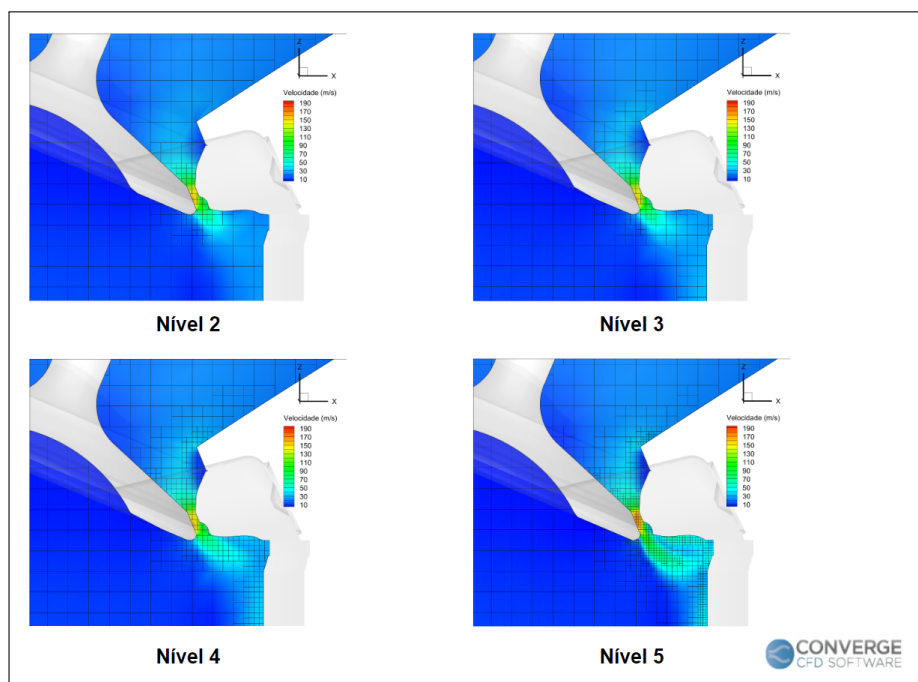 Z
X
Velocidade (m/s)
190
170
150
130
110
90
70
50
30
10
Nível 2
Z
X
Velocidade (m/s)
190
170
150
130
110
90
70
50
30
10
Nível 3
Z
X
Velocidade (m/s)
190
170
150
130
110
90
70
50
30
10
Nível 4
Z
X
Velocidade (m/s)
190
170
150
130
110
90
70
50
30
10
Nível 5
CONVERGE
CFD SOFTWARE